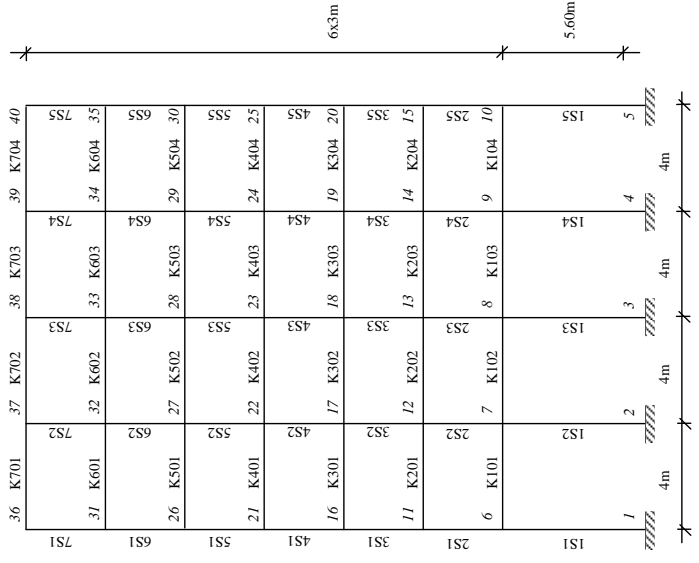 36 K701 37 K702 38 K703 39 K704 40
7S1 7S2 7S3 7S4 7S5
31 K601 32 K602 33 K603 34 K604 35
6S1 6S2 6S3 6S4 6S5
26 K501 27 K502 28 K503 29 K504 30
5S1 5S2 5S3 5S4 5S5
21 K401 22 K402 23 K403 24 K404 25
4S1 4S2 4S3 4S4 4S5
16 K301 17 K302 18 K303 19 K304 20
3S1 3S2 3S3 3S4 3S5
11 K201 12 K202 13 K203 14 K204 15
2S1 2S2 2S3 2S4 2S5
6 K101 7 K102 8 K103 9 K104 10
1S1 1S2 1S3 1S4 1S5
1 2 3 4 5
4m 4m 4m 4m
6x3m
5.60m